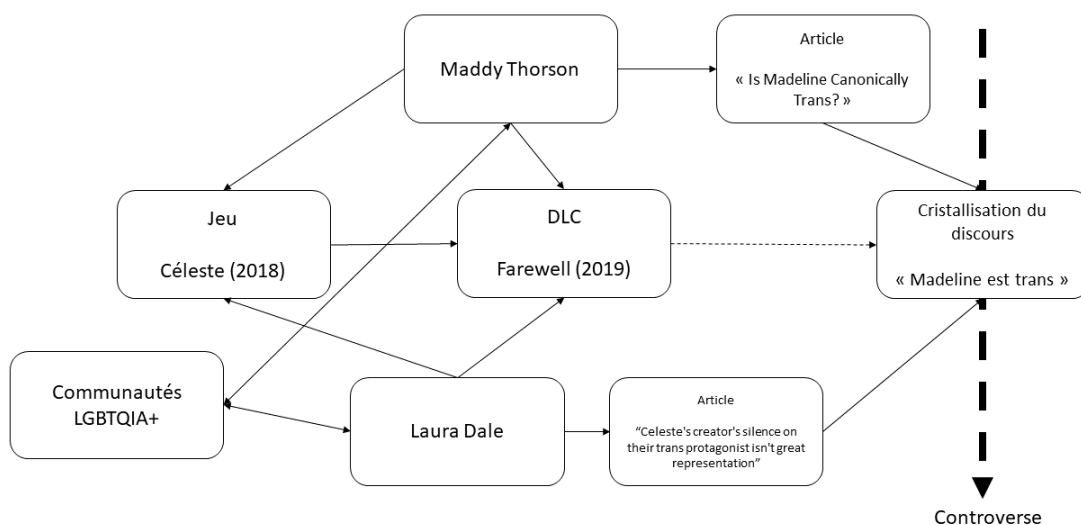 Maddy Thorson
Article
« Is Madeline Canonically
Trans? »
Jeu
Céleste (2018)
DLC
Farewell (2019)
Cristallisation du
discours
« Madeline est trans »
Communautés
LGBTQIA+
Laura Dale
Article
“Celeste's creator's silence on
their trans protagonist isn't great
representation”
Controverse